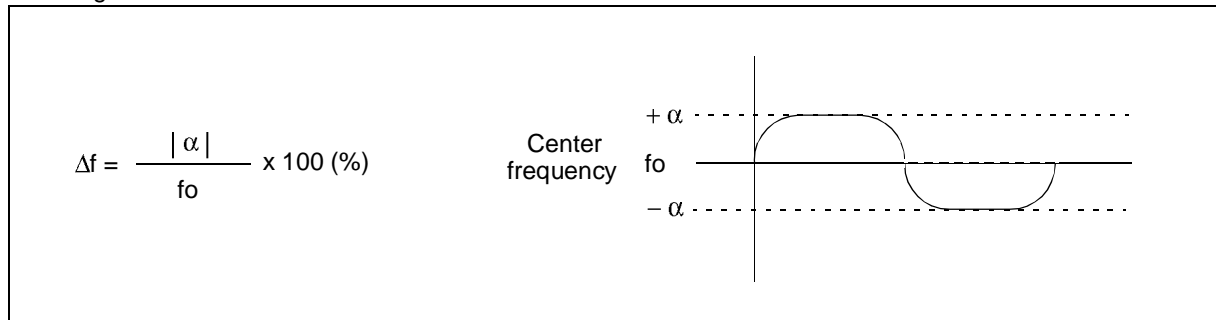 Δf = | α | / fo x 100 (%)
Center
frequency
+ α
fo
− α